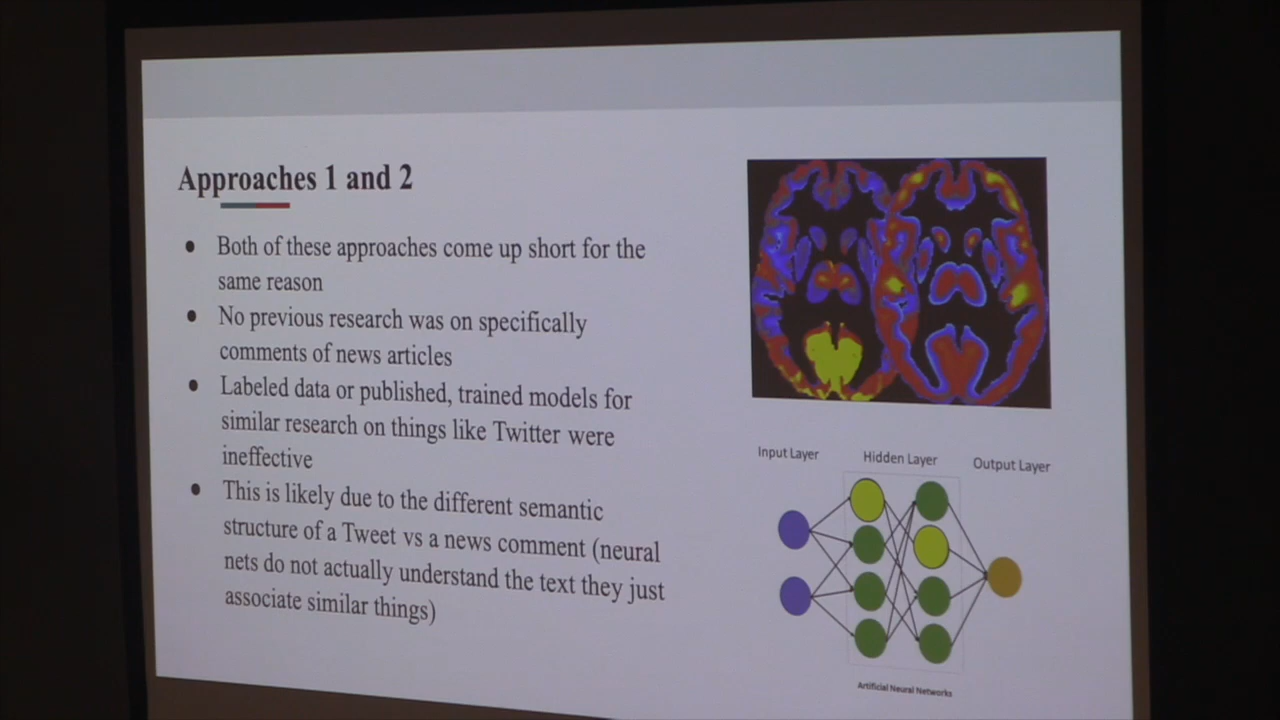 Approaches 1 and 2
● Both of these approaches come up short for the
same reason
● No previous research was on specifically
comments of news articles
● Labeled data or published, trained models for
similar research on things like Twitter were
ineffective
● This is likely due to the different semantic
structure of a Tweet vs a news comment (neural
nets do not actually understand the text they just
associate similar things)
Input Layer Hidden Layer Output Layer
Artificial Neural Networks